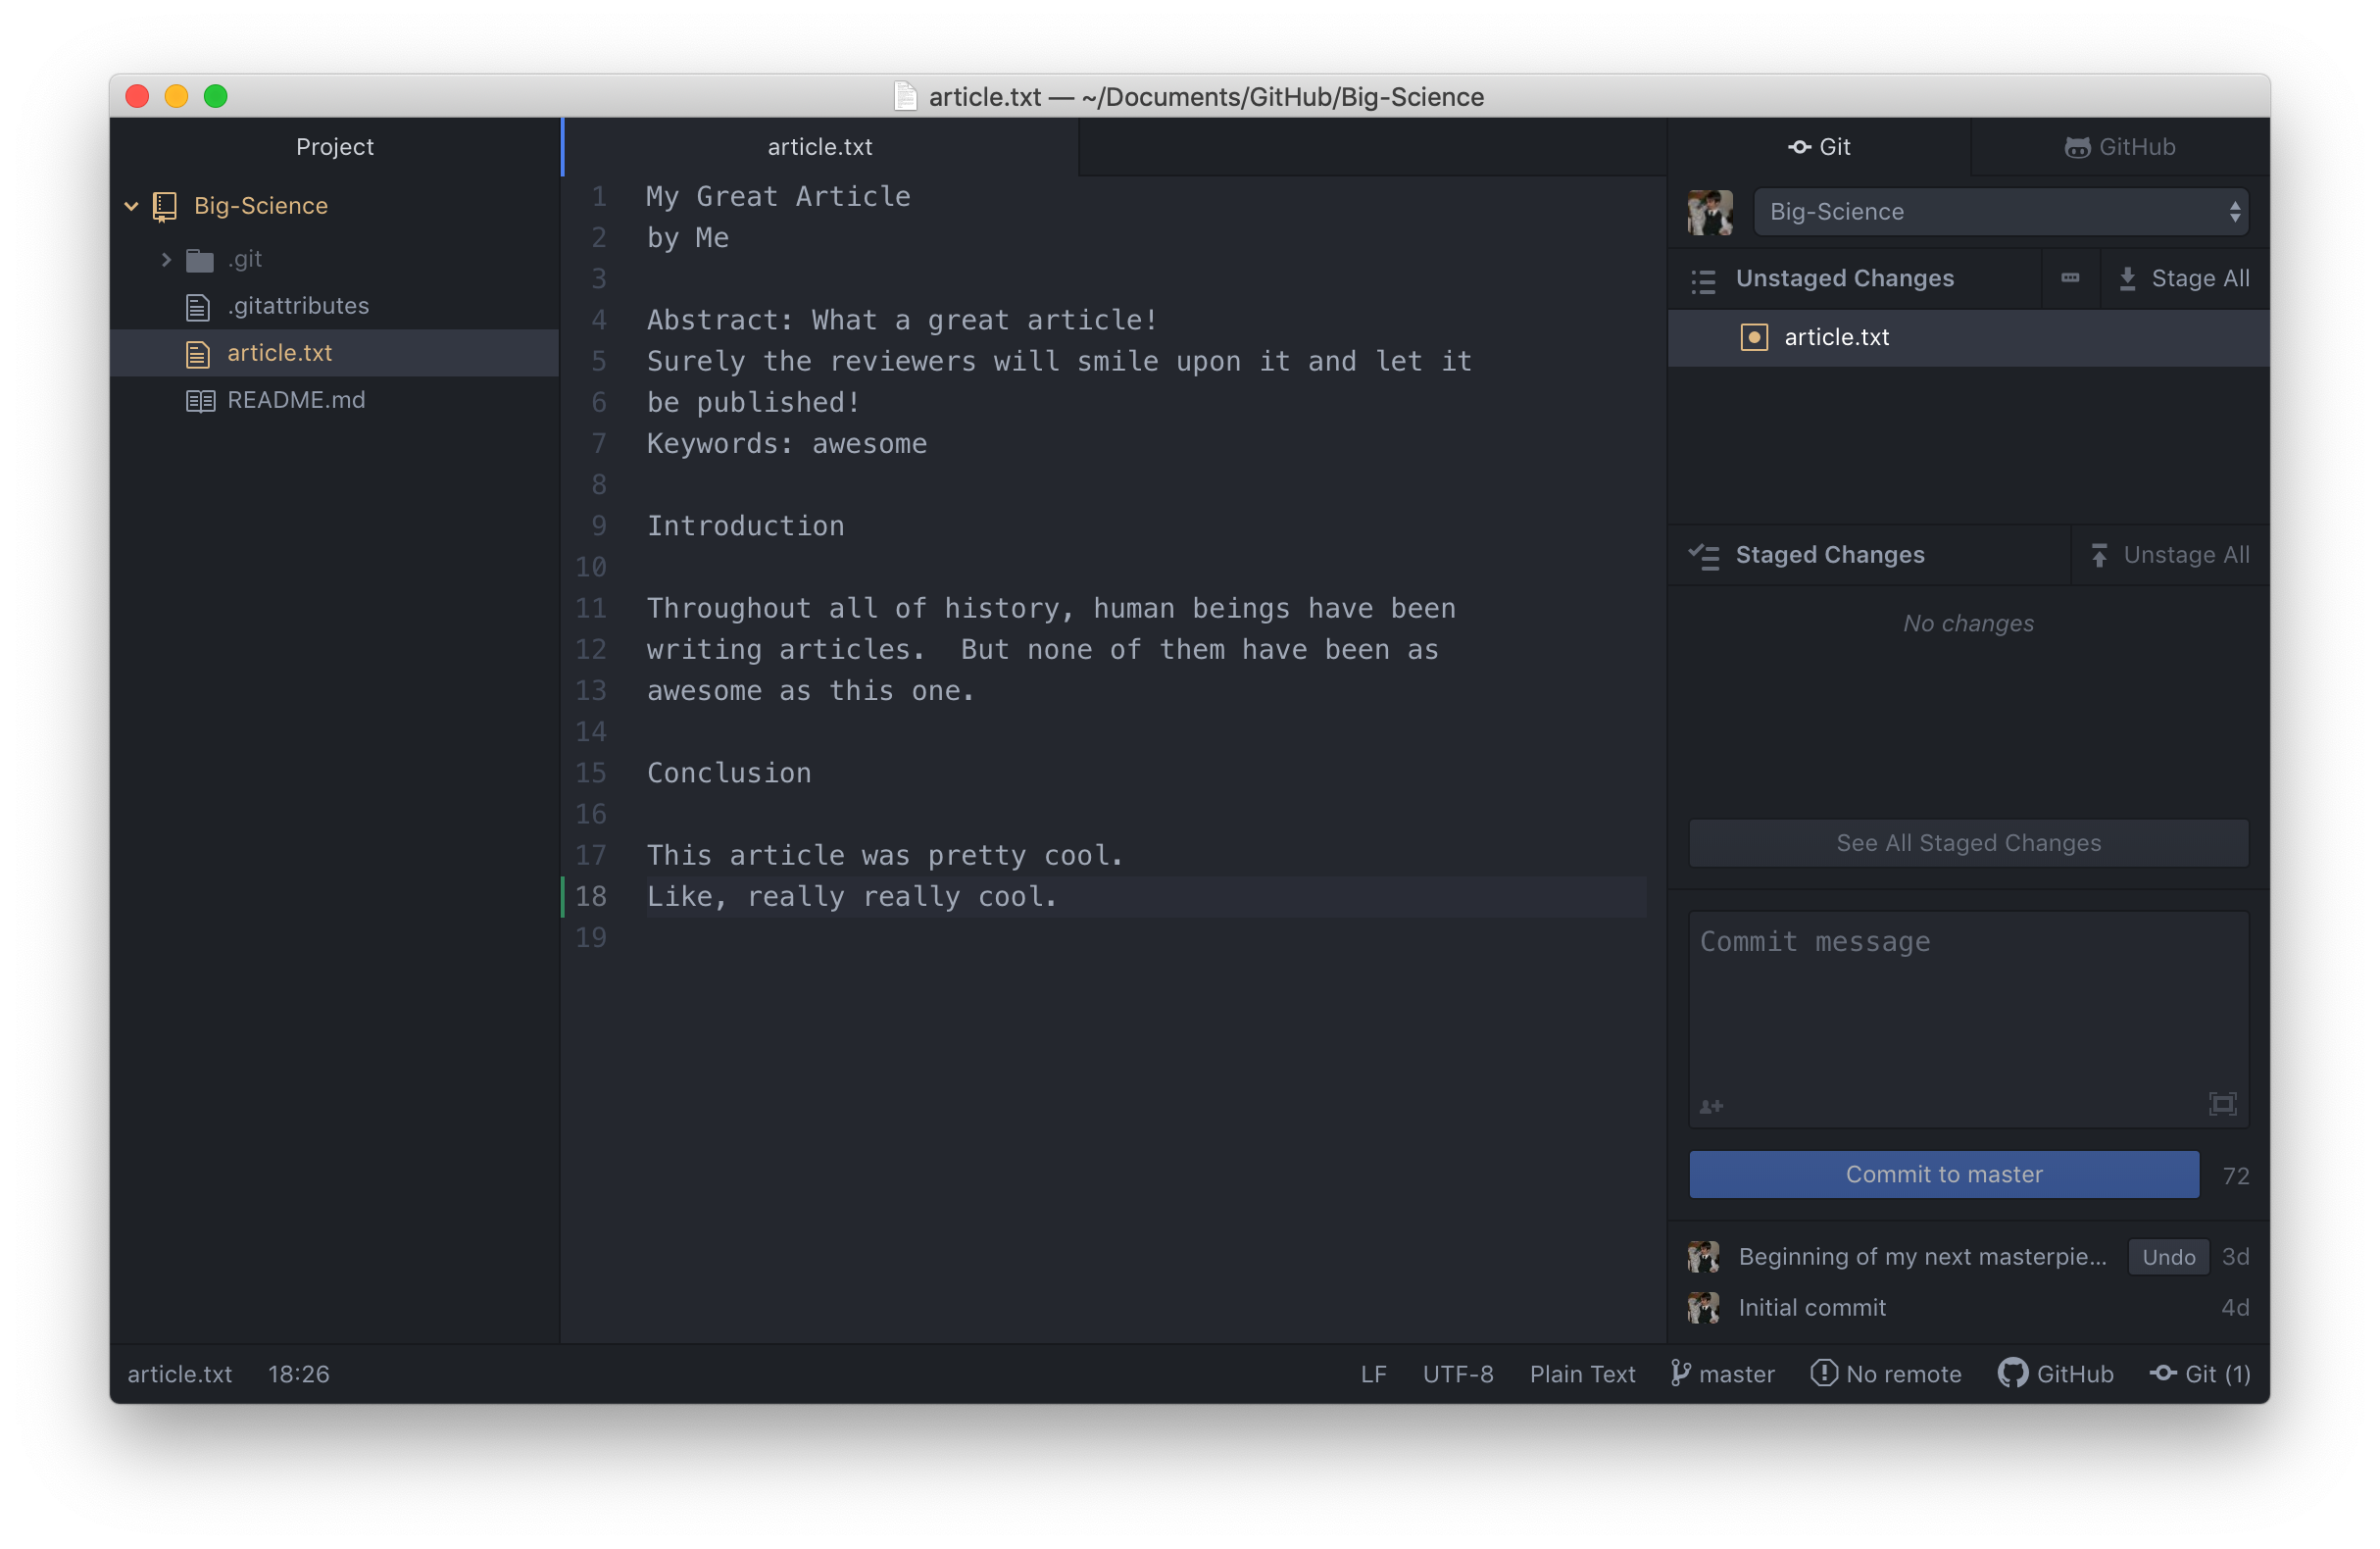 article.txt — ~/Documents/GitHub/Big-Science
Project
Big-Science
.git
.gitattributes
article.txt
README.md
article.txt
1 My Great Article
2 by Me
3
4 Abstract: What a great article!
5 Surely the reviewers will smile upon it and let it
6 be published!
7 Keywords: awesome
8
9 Introduction
10
11 Throughout all of history, human beings have been
12 writing articles.  But none of them have been as
13 awesome as this one.
14
15 Conclusion
16
17 This article was pretty cool.
18 Like, really really cool.
19
Git
GitHub
Big-Science
Unstaged Changes
Stage All
article.txt
Staged Changes
Unstage All
No changes
See All Staged Changes
Commit message
Commit to master
72
Beginning of my next masterpie... Undo 3d
Initial commit 4d
article.txt 18:26 LF UTF-8 Plain Text master No remote GitHub Git (1)